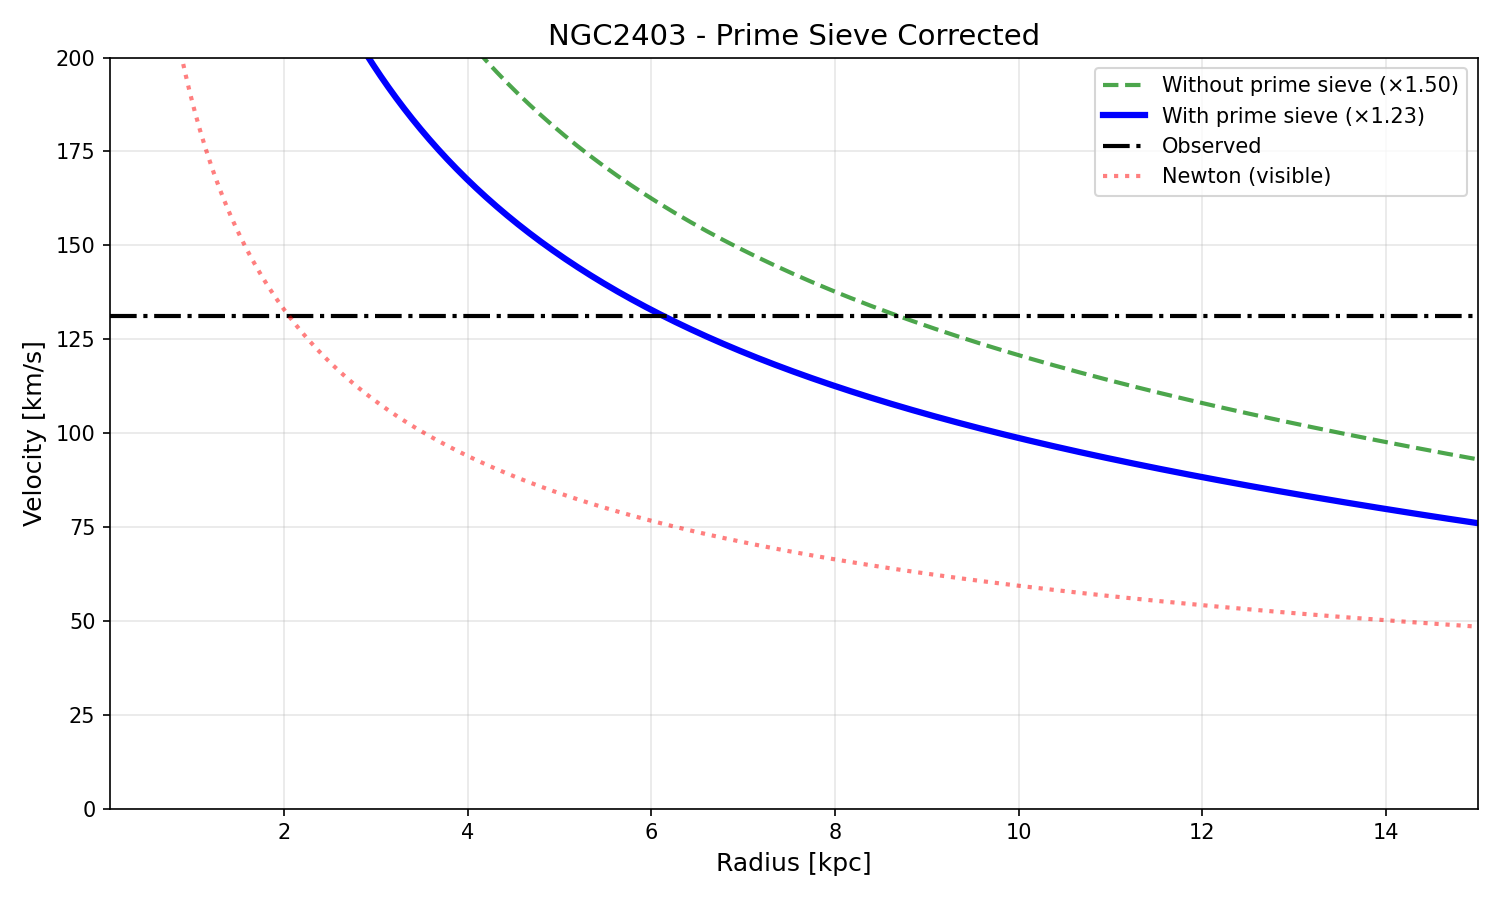 NGC2403 - Prime Sieve Corrected
Without prime sieve (×1.50)
With prime sieve (×1.23)
Observed
Newton (visible)
Velocity [km/s]
200
175
150
125
100
75
50
25
0
2 4 6 8 10 12 14
Radius [kpc]